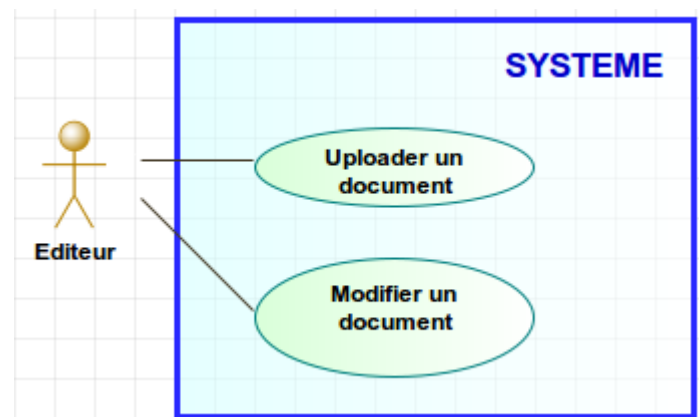 SYSTEME
Uploader un
document
Editeur
Modifier un
document